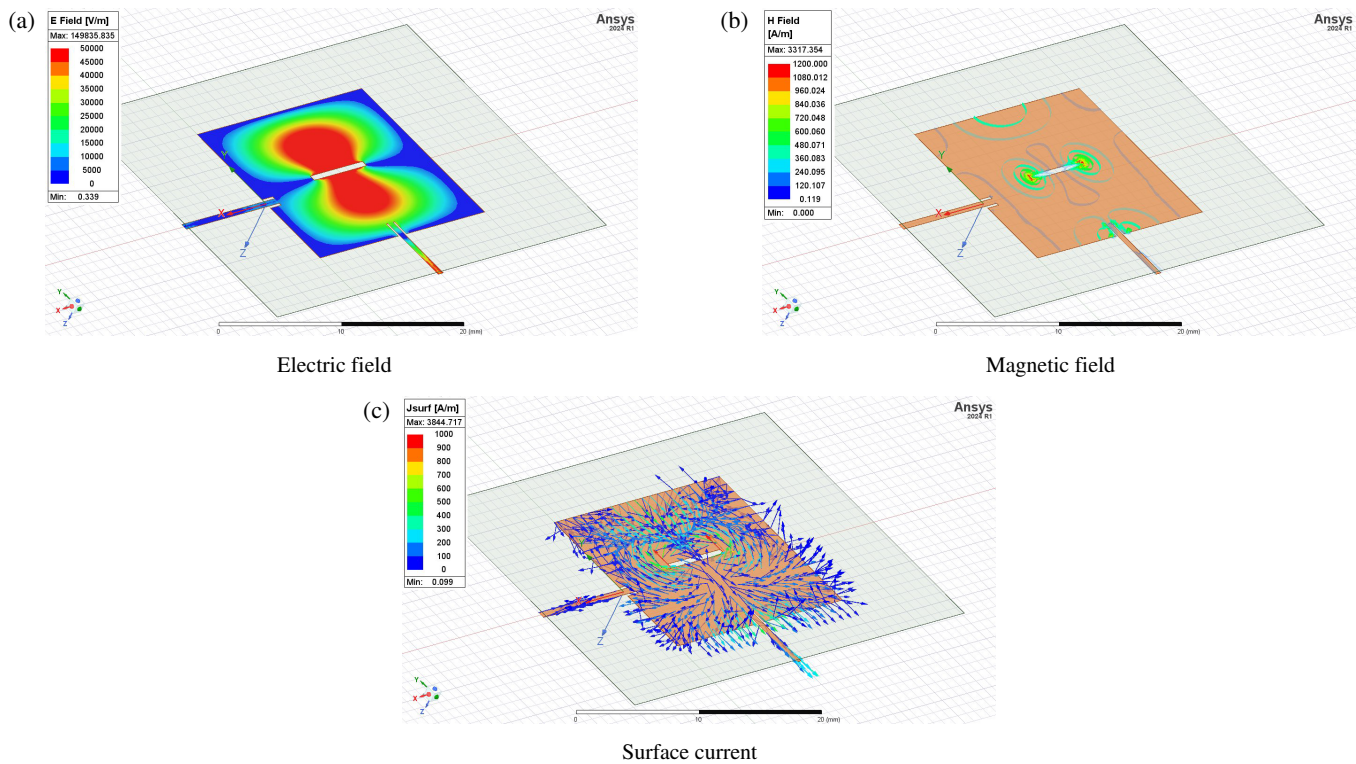 (a)
E Field [V/m]
Max: 149835.835
50000
45000
40000
35000
30000
25000
20000
15000
10000
5000
0
Min: 0.339
Ansys
2024 R1
Y
X
Z
Y
X
Z
0
10
20 (mm)
Electric field
(b)
H Field
[A/m]
Max: 3317.354
1200.000
1080.012
960.024
840.036
720.048
600.060
480.071
360.083
240.095
120.107
0.119
Min: 0.000
Ansys
2024 R1
Y
X
Z
Y
X
Z
0
10
20 (mm)
Magnetic field
(c)
Jsurf [A/m]
Max: 3844.717
1000
900
800
700
600
500
400
300
200
100
0
Min: 0.099
Ansys
2024 R1
Z
Y
X
Z
0
10
20 (mm)
Surface current